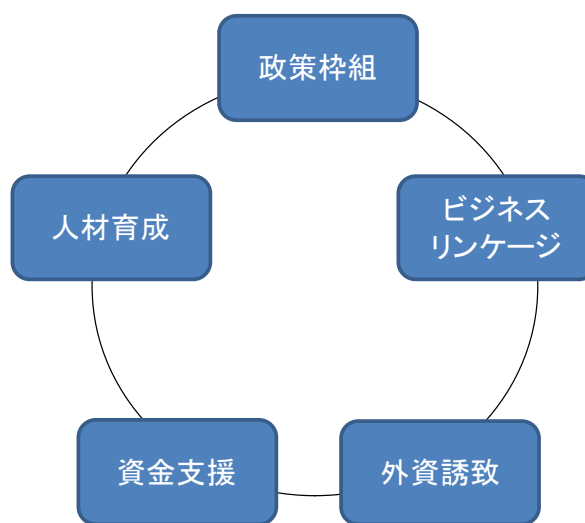 政策枠組
人材育成
ビジネス
リンケージ
資金支援
外資誘致